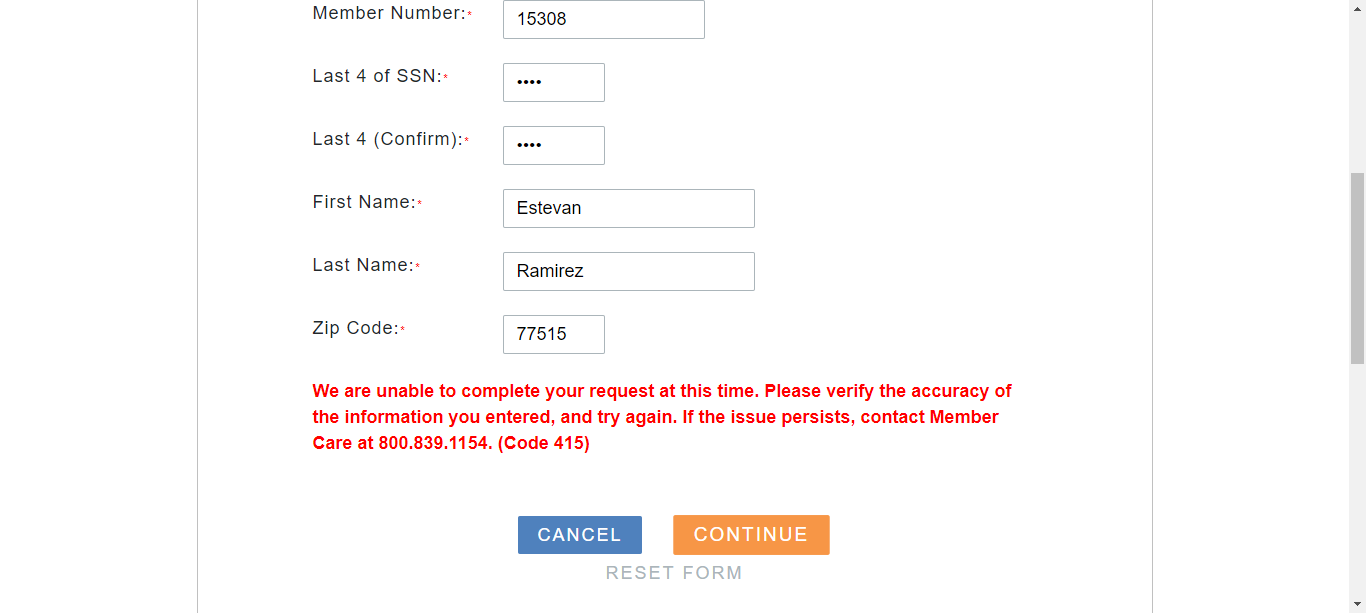 Member Number:* 15308
Last 4 of SSN:* ••••
Last 4 (Confirm):* ••••
First Name:* Estevan
Last Name:* Ramirez
Zip Code:* 77515
We are unable to complete your request at this time. Please verify the accuracy of
the information you entered, and try again. If the issue persists, contact Member
Care at 800.839.1154. (Code 415)
CANCEL CONTINUE
RESET FORM